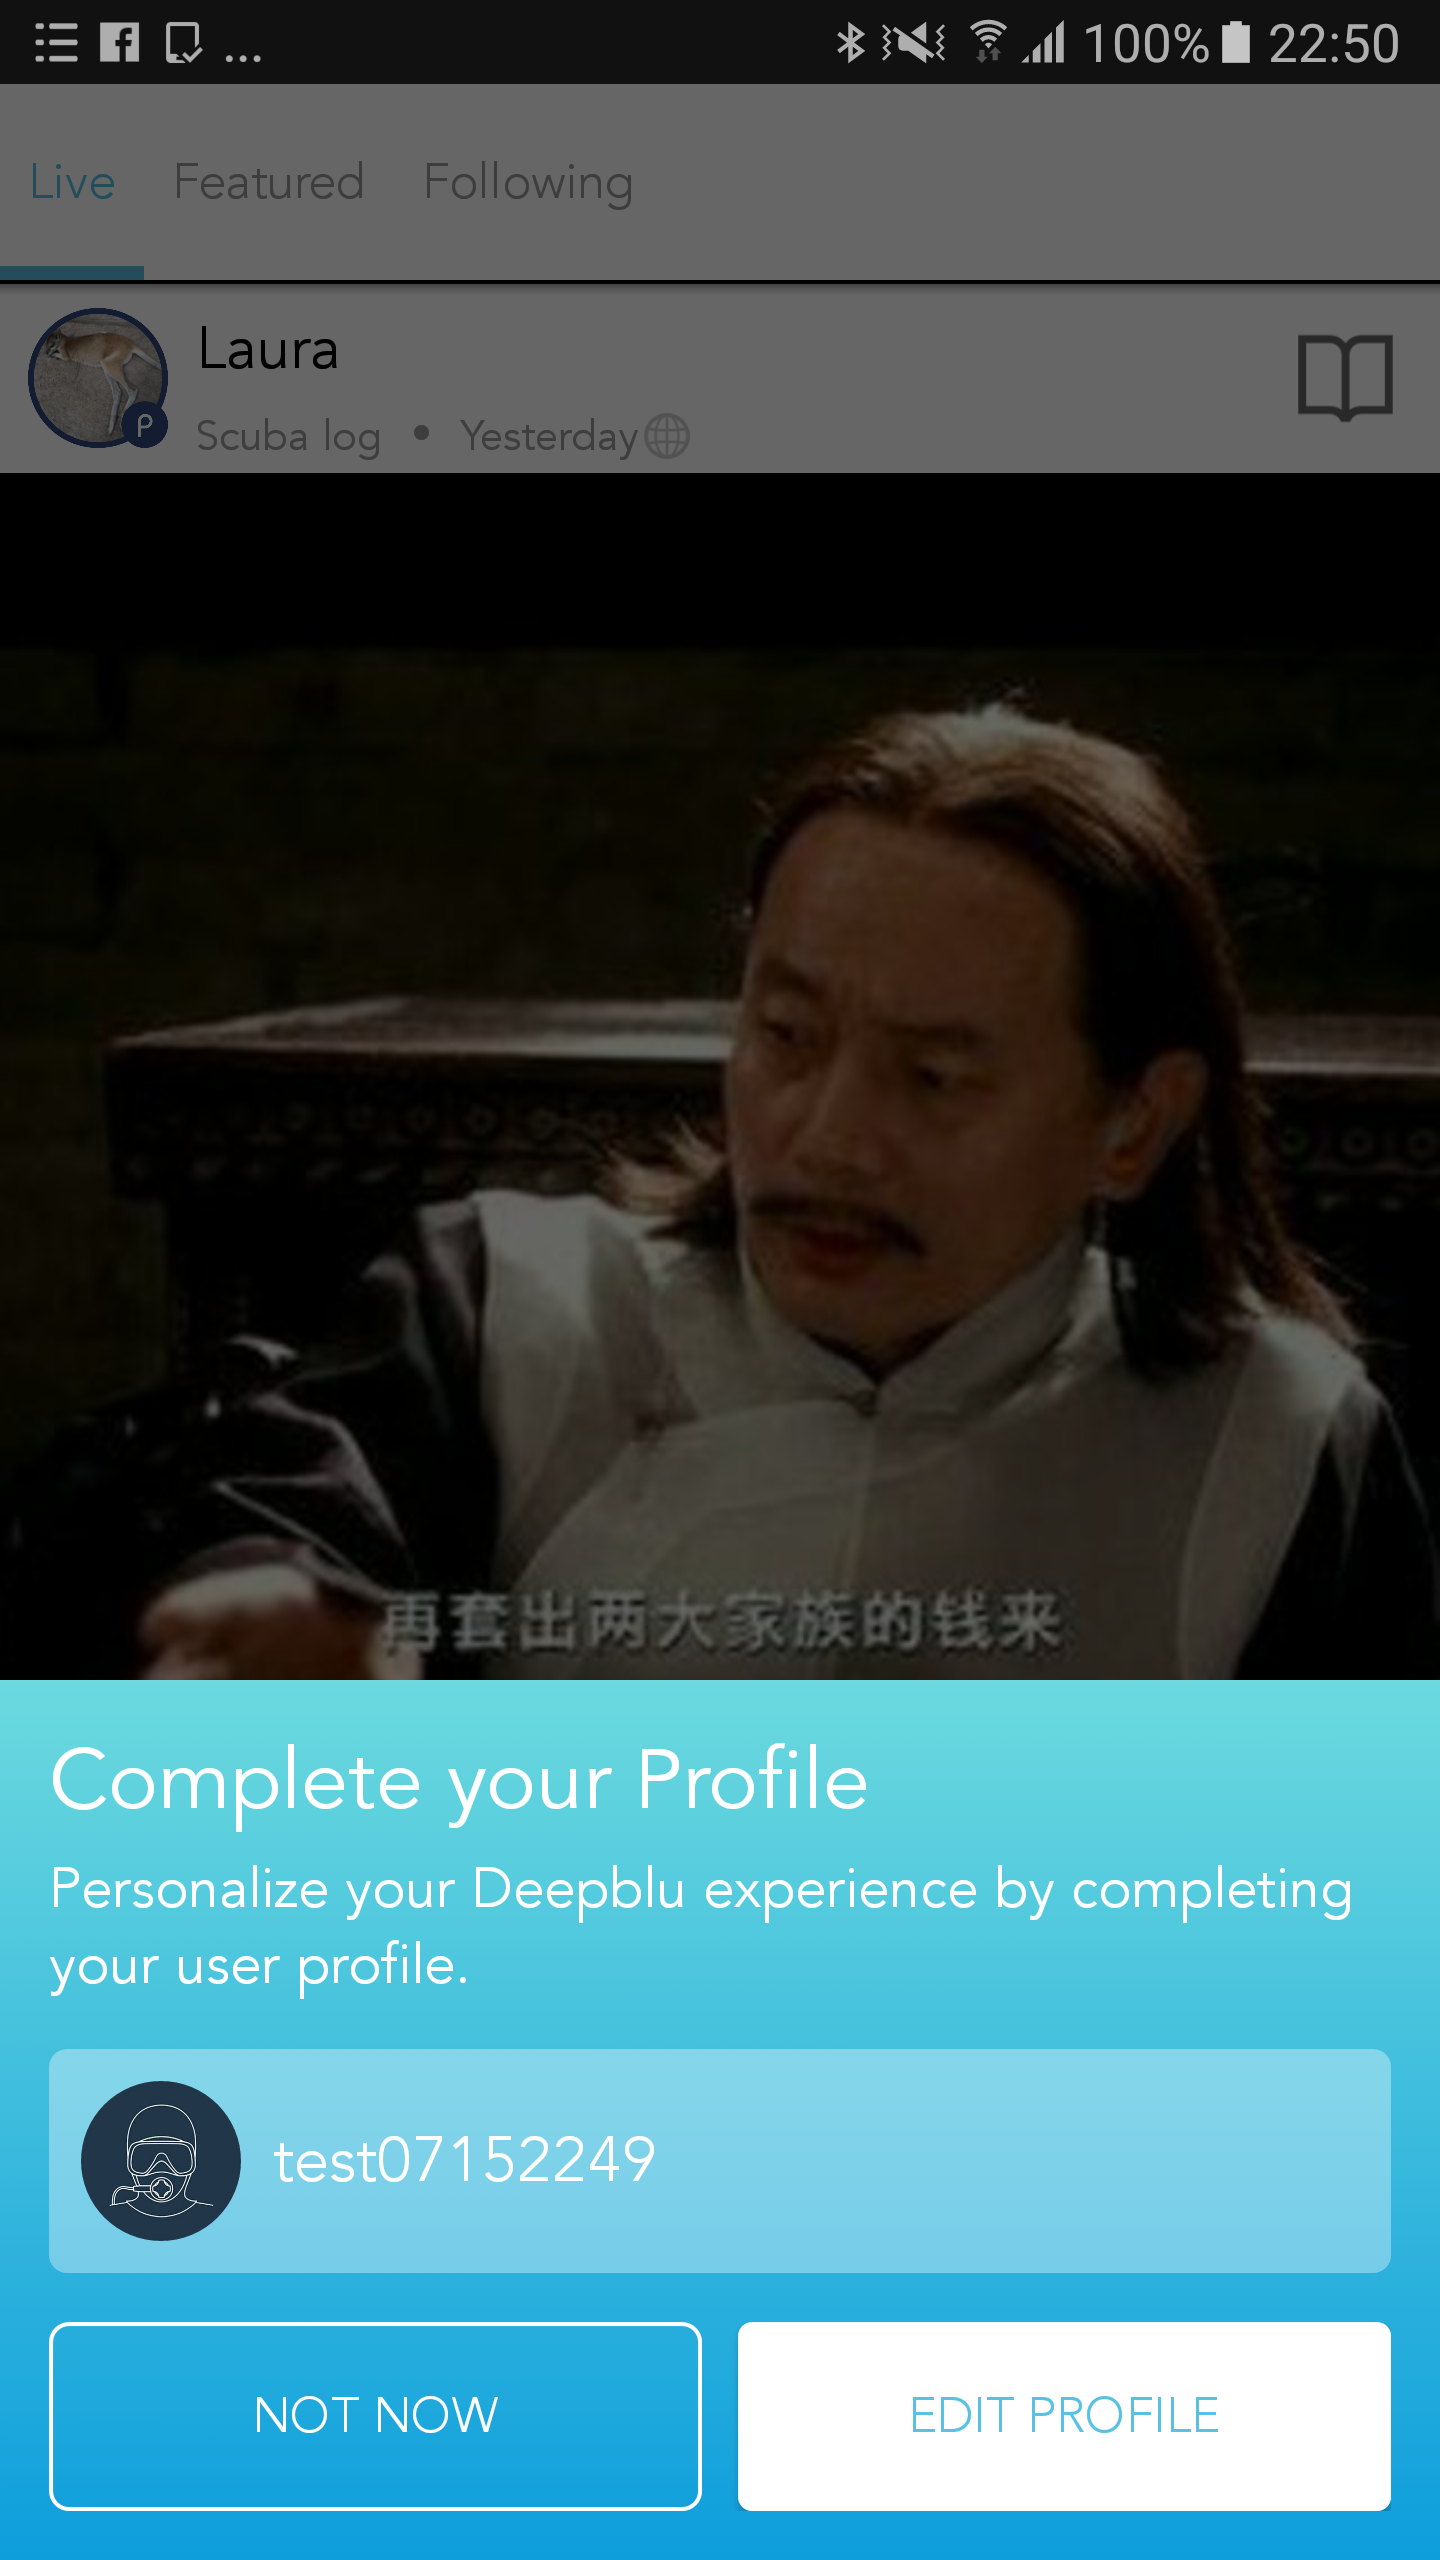 ... 100% 22:50
Live Featured Following
Laura
Scuba log • Yesterday
再套出两大家族的钱来
Complete your Profile
Personalize your Deepblu experience by completing
your user profile.
test07152249
NOT NOW EDIT PROFILE